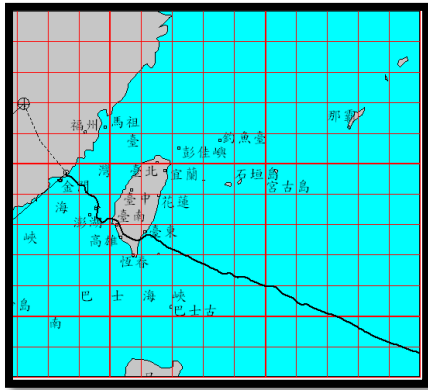 那霸
福州
馬祖
臺
釣魚臺
彭佳嶼
灣
臺北
宜蘭
石垣島
宮古島
金門
臺中
花蓮
海
臺南
澎湖
臺東
峽
高雄
恆春
巴士海峽
島
巴士古
南
呂